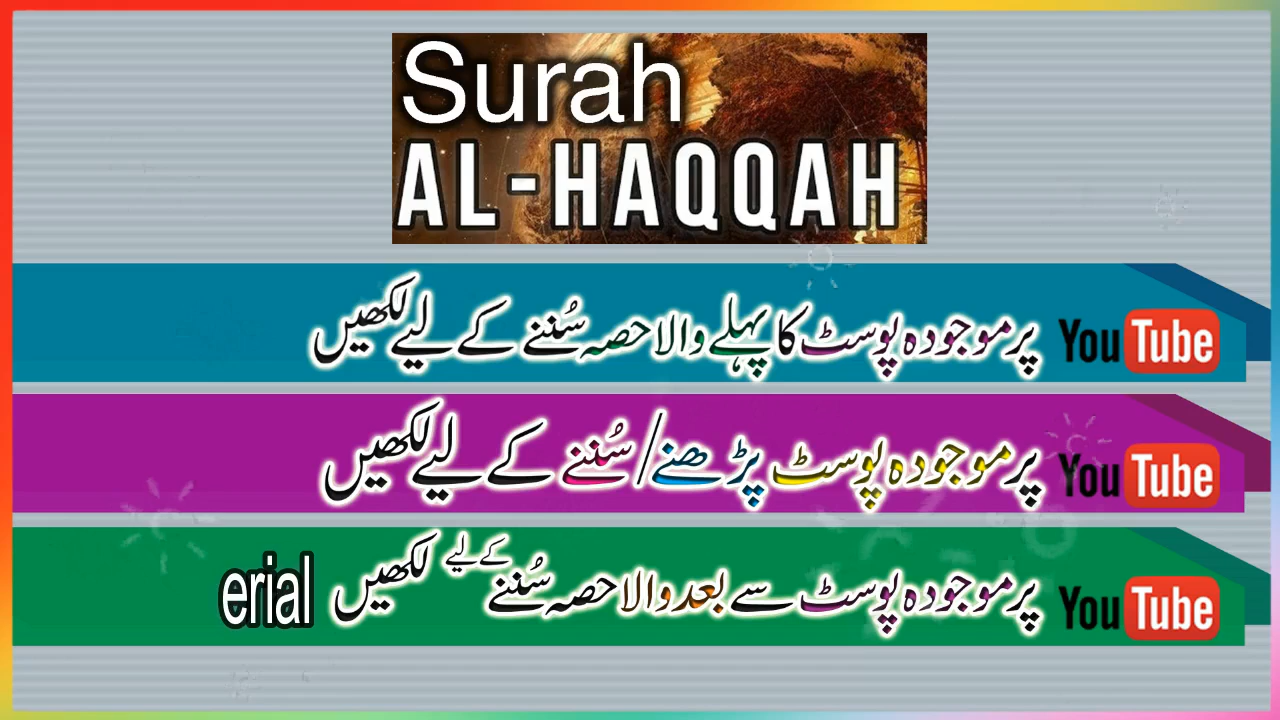 Surah
AL-HAQQAH
YouTube پر موجودہ پوسٹ کا پہلے والا حصہ سُننے کے لیے لکھیں
YouTube پر موجودہ پوسٹ پڑھنے/سُننے کے لیے لکھیں
YouTube پر موجودہ پوسٹ سے بعد والا حصہ سُننے کے لیے لکھیں erial